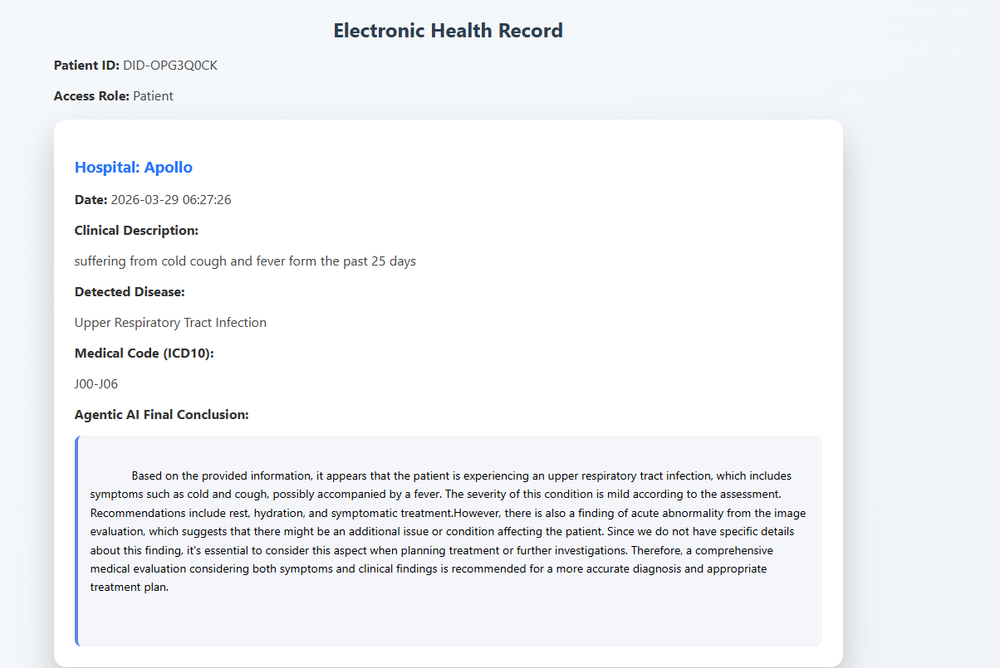 Electronic Health Record
Patient ID: DID-OPG3Q0CK
Access Role: Patient
Hospital: Apollo
Date: 2026-03-29 06:27:26
Clinical Description:
suffering from cold cough and fever form the past 25 days
Detected Disease:
Upper Respiratory Tract Infection
Medical Code (ICD10):
J00-J06
Agentic AI Final Conclusion:
Based on the provided information, it appears that the patient is experiencing an upper respiratory tract infection, which includes
symptoms such as cold and cough, possibly accompanied by a fever. The severity of this condition is mild according to the assessment.
Recommendations include rest, hydration, and symptomatic treatment.However, there is also a finding of acute abnormality from the image
evaluation, which suggests that there might be an additional issue or condition affecting the patient. Since we do not have specific details
about this finding, it's essential to consider this aspect when planning treatment or further investigations. Therefore, a comprehensive
medical evaluation considering both symptoms and clinical findings is recommended for a more accurate diagnosis and appropriate
treatment plan.